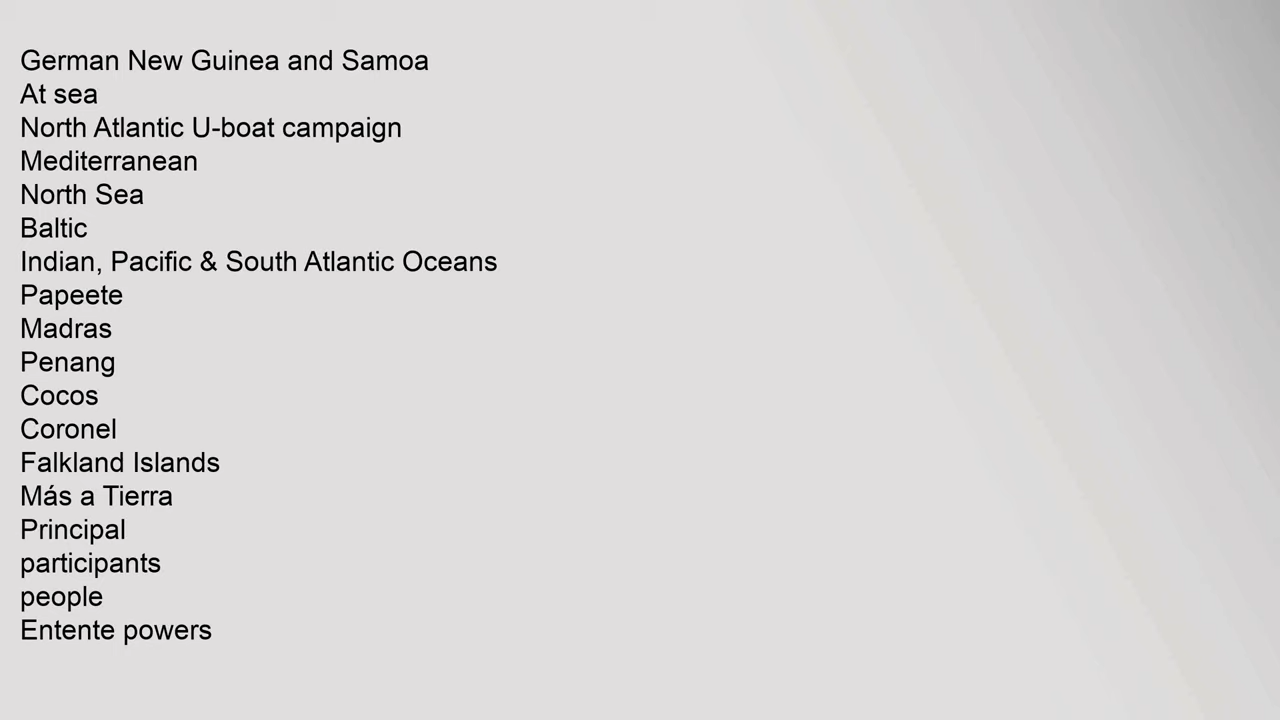 German New Guinea and Samoa
At sea
North Atlantic U-boat campaign
Mediterranean
North Sea
Baltic
Indian, Pacific & South Atlantic Oceans
Papeete
Madras
Penang
Cocos
Coronel
Falkland Islands
Más a Tierra
Principal
participants
people
Entente powers